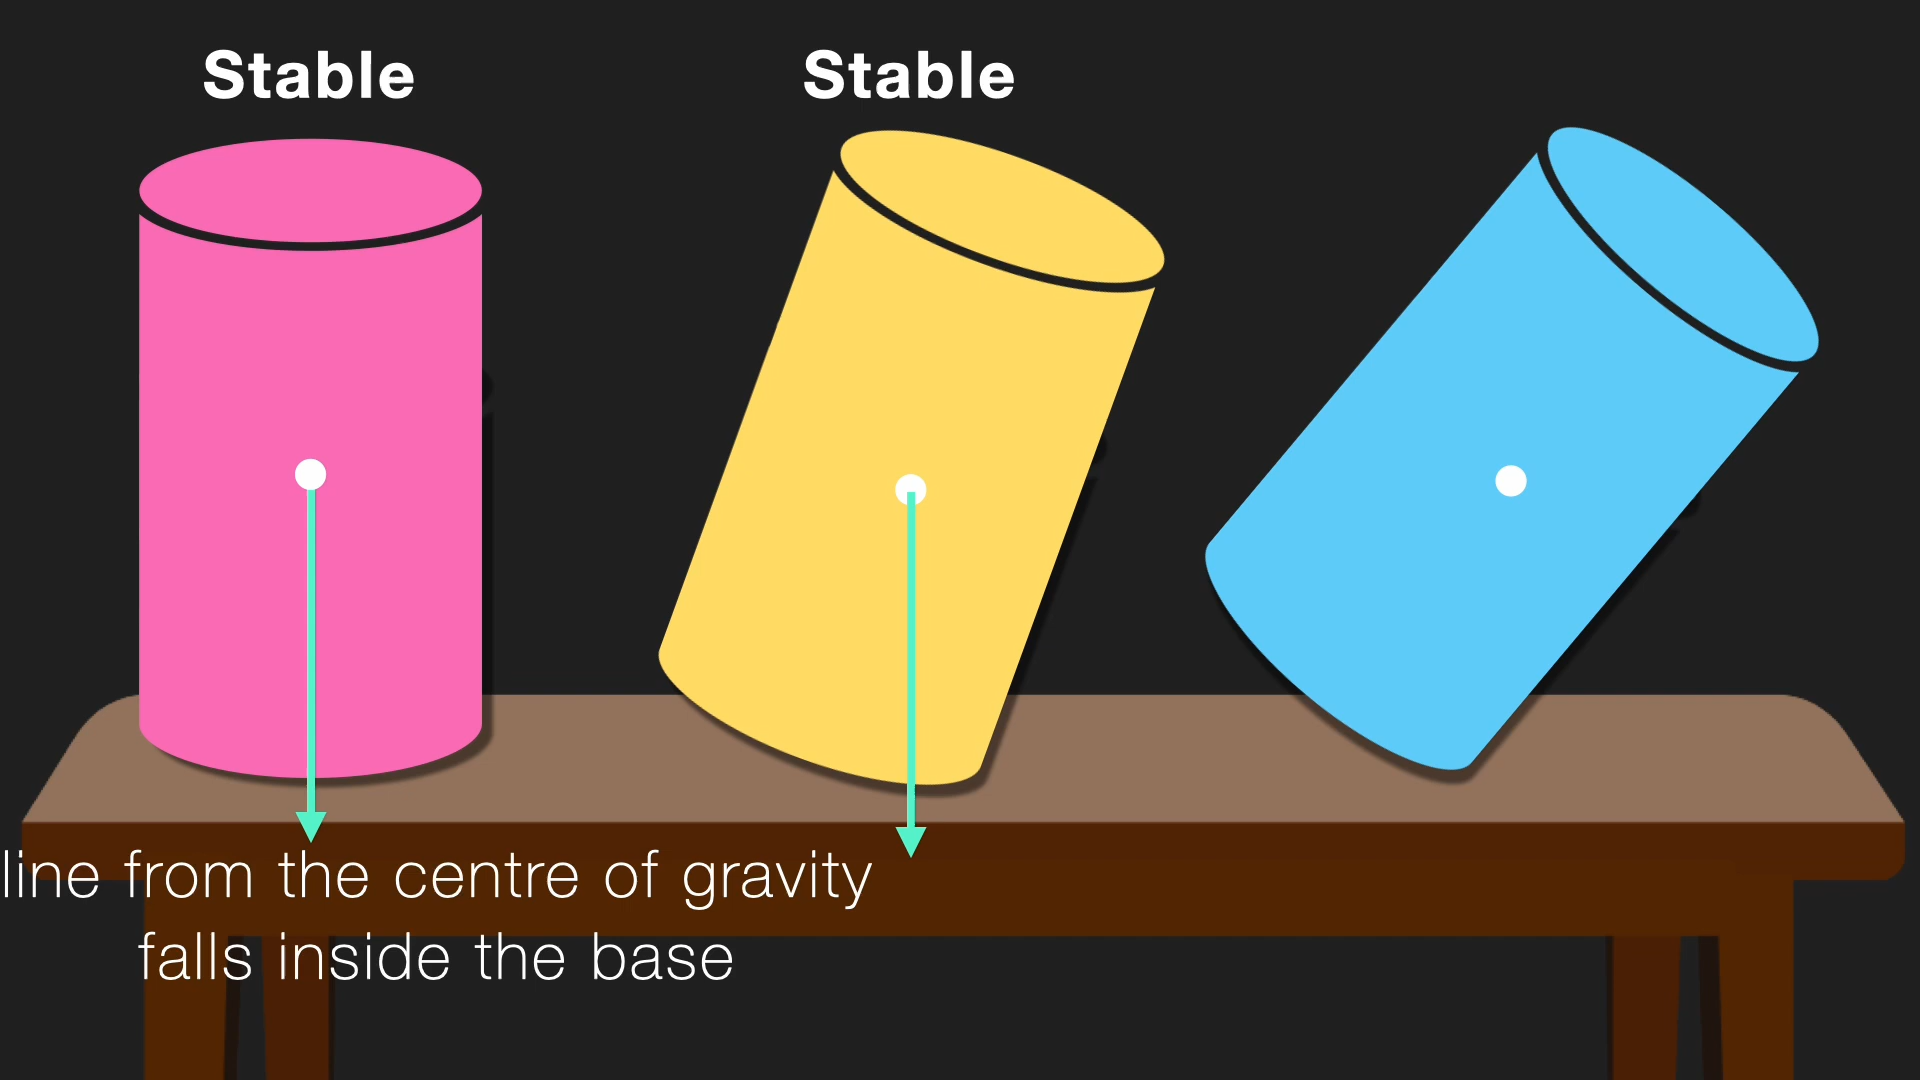 Stable
Stable
line from the centre of gravity
falls inside the base